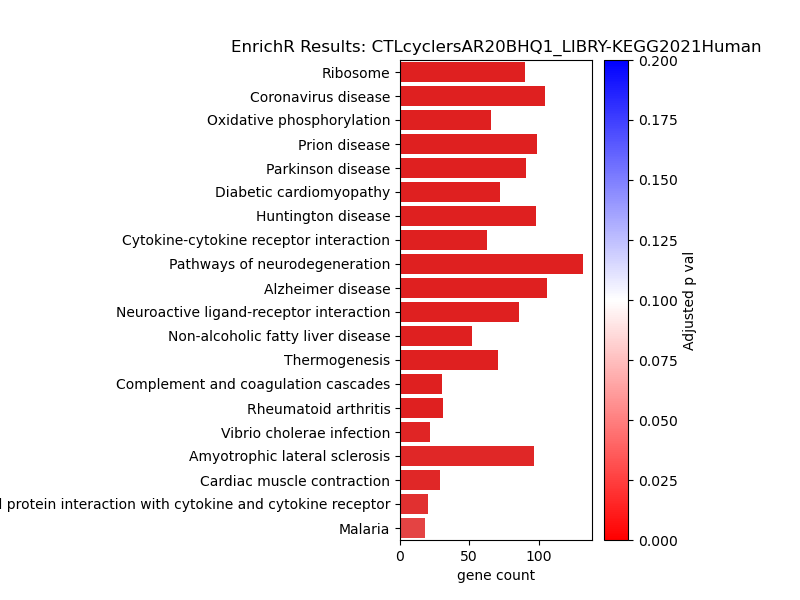 EnrichR Results: CTLcyclersAR20BHQ1_LIBRY-KEGG2021Human
Ribosome
Coronavirus disease
Oxidative phosphorylation
Prion disease
Parkinson disease
Diabetic cardiomyopathy
Huntington disease
Cytokine-cytokine receptor interaction
Pathways of neurodegeneration
Alzheimer disease
Neuroactive ligand-receptor interaction
Non-alcoholic fatty liver disease
Thermogenesis
Complement and coagulation cascades
Rheumatoid arthritis
Vibrio cholerae infection
Amyotrophic lateral sclerosis
Cardiac muscle contraction
protein interaction with cytokine and cytokine receptor
Malaria
0 50 100
gene count
0.200
0.175
0.150
0.125
0.100
0.075
0.050
0.025
0.000
Adjusted p val